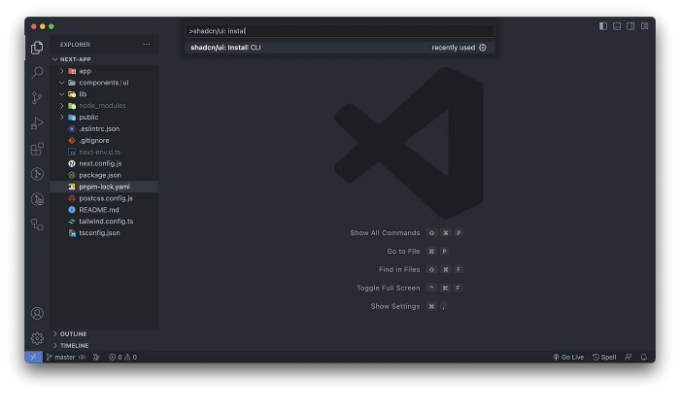 >shadcn/ui: instal
shadcn/ui: Install CLI recently used
EXPLORER ...
NEXT-APP
app
components/ui
lib
node_modules
public
.eslintrc.json
.gitignore
next-env.d.ts
next.config.js
package.json
pnpm-lock.yaml
postcss.config.js
README.md
tailwind.config.ts
tsconfig.json
Show All Commands ⇧ ⌘ P
Go to File ⌘ P
Find in Files ⇧ ⌘ F
Toggle Full Screen ^ ⌘ F
Show Settings ⌘ ,
OUTLINE
TIMELINE
master 0 0 Go Live Spell